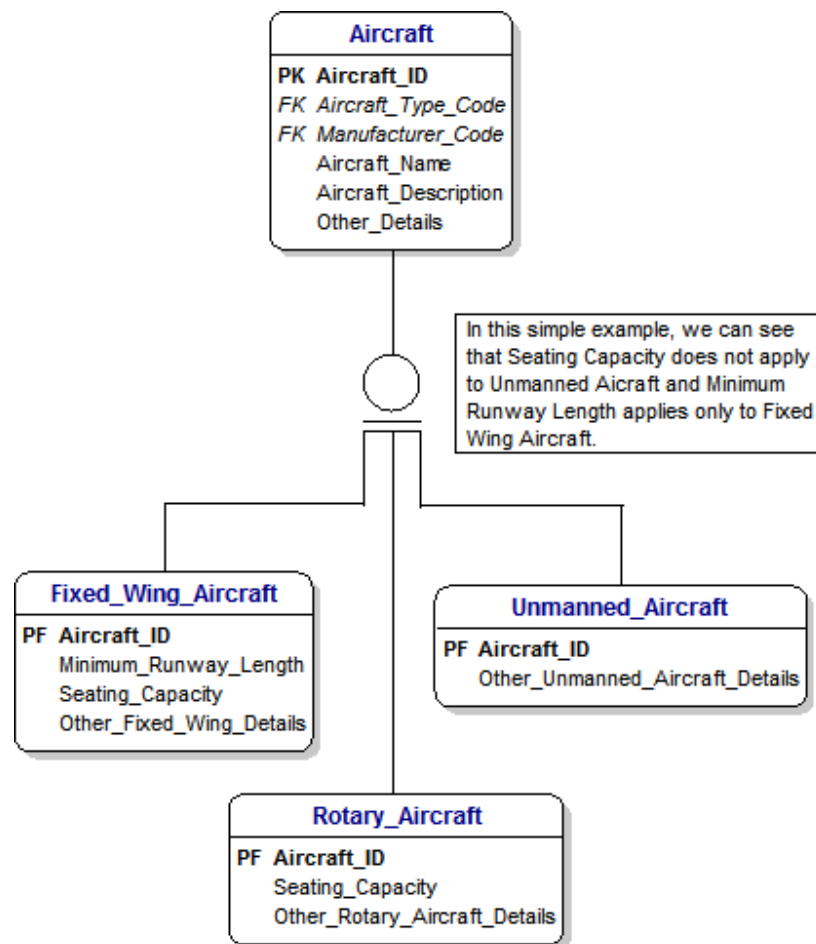 Aircraft
PK Aircraft_ID
FK Aircraft_Type_Code
FK Manufacturer_Code
Aircraft_Name
Aircraft_Description
Other_Details
In this simple example, we can see
that Seating Capacity does not apply
to Unmanned Aicraft and Minimum
Runway Length applies only to Fixed
Wing Aircraft.
Fixed_Wing_Aircraft
PF Aircraft_ID
Minimum_Runway_Length
Seating_Capacity
Other_Fixed_Wing_Details
Unmanned_Aircraft
PF Aircraft_ID
Other_Unmanned_Aircraft_Details
Rotary_Aircraft
PF Aircraft_ID
Seating_Capacity
Other_Rotary_Aircraft_Details